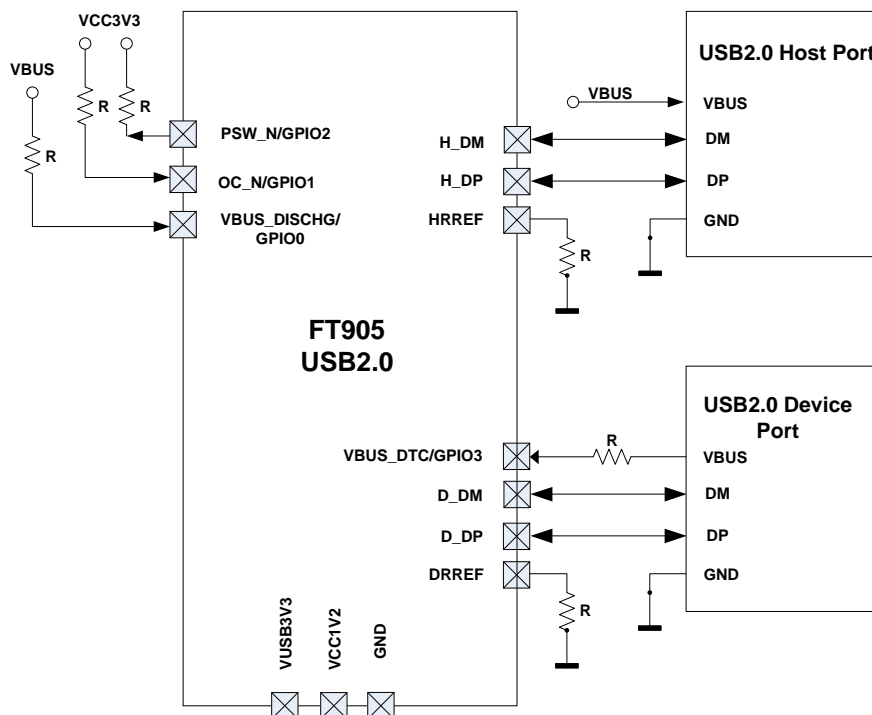 VCC3V3
VBUS
R
R
R
PSW_N/GPIO2
OC_N/GPIO1
VBUS_DISCHG/
GPIO0
H_DM
H_DP
HRREF
R
VBUS
USB2.0 Host Port
VBUS
DM
DP
GND
FT905
USB2.0
VBUS_DTC/GPIO3
D_DM
D_DP
DRREF
R
R
USB2.0 Device
Port
VBUS
DM
DP
GND
VUSB3V3
VCC1V2
GND